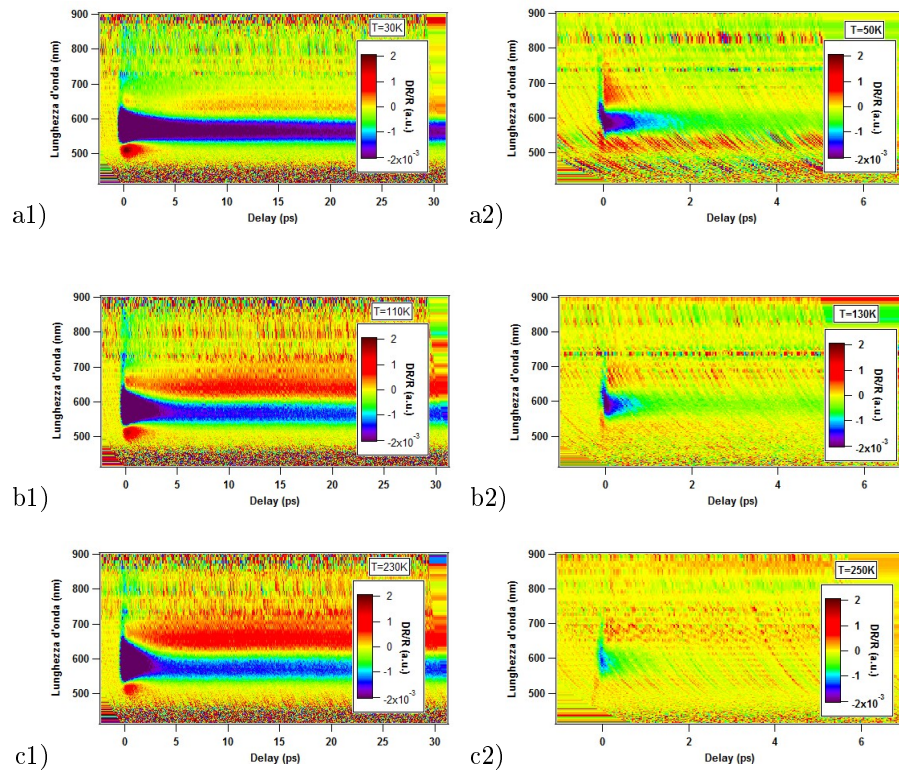 900
800
700
600
500
Lunghezza d'onda (nm)
T=30K
2
1
0
-1
-2x10-3
DR/R (a.u.)
0
5
10
15
20
25
30
Delay (ps)
a1)
900
800
700
600
500
Lunghezza d'onda (nm)
T=50K
2
1
0
-1
-2x10-3
DR/R (a.u.)
0
2
4
6
Delay (ps)
a2)
900
800
700
600
500
Lunghezza d'onda (nm)
T=110K
2
1
0
-1
-2x10-3
DR/R (a.u.)
0
5
10
15
20
25
30
Delay (ps)
b1)
900
800
700
600
500
Lunghezza d'onda (nm)
T=130K
2
1
0
-1
-2x10-3
DR/R (a.u.)
0
2
4
6
Delay (ps)
b2)
900
800
700
600
500
Lunghezza d'onda (nm)
T=230K
2
1
0
-1
-2x10-3
DR/R (a.u.)
0
5
10
15
20
25
30
Delay (ps)
c1)
900
800
700
600
500
Lunghezza d'onda (nm)
T=250K
2
1
0
-1
-2x10-3
DR/R (a.u.)
0
2
4
6
Delay (ps)
c2)